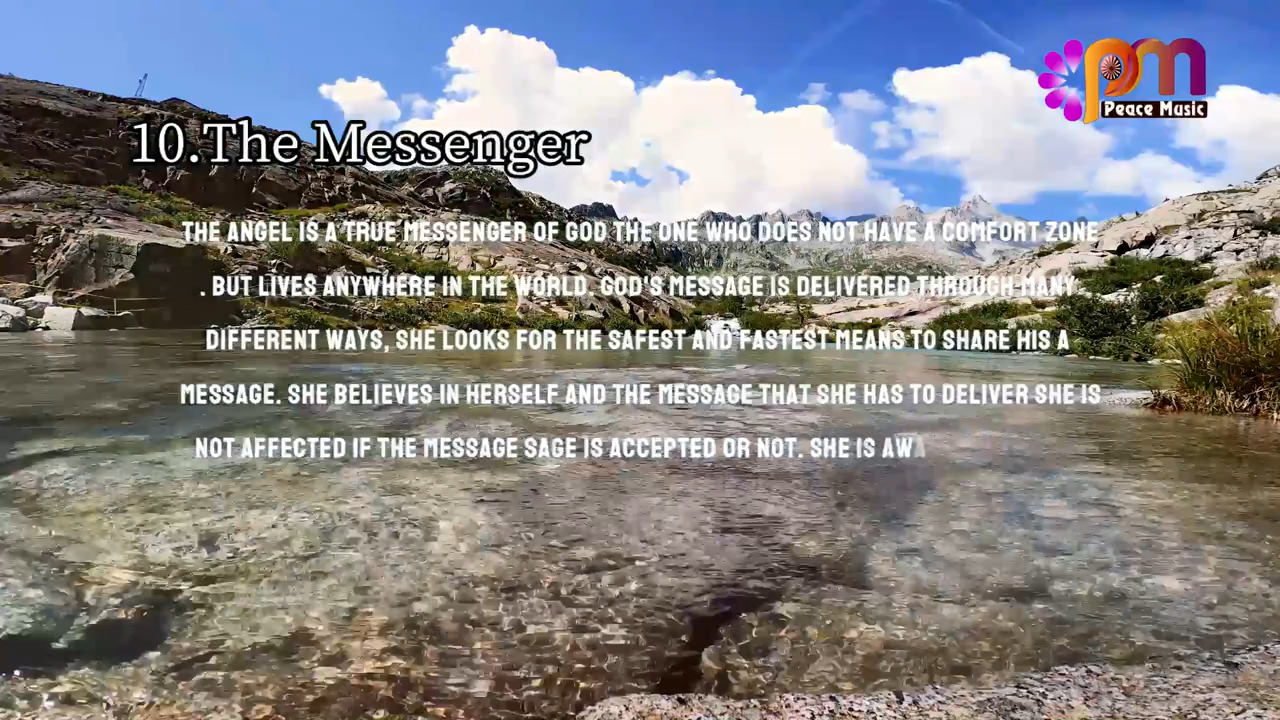 10.The Messenger
pm
Peace Music
THE ANGEL IS A TRUE MESSENGER OF GOD THE ONE WHO DOES NOT HAVE A COMFORT ZONE
. BUT LIVES ANYWHERE IN THE WORLD. GOD'S MESSAGE IS DELIVERED THROUGH MANY
DIFFERENT WAYS, SHE LOOKS FOR THE SAFEST AND FASTEST MEANS TO SHARE HIS A
MESSAGE. SHE BELIEVES IN HERSELF AND THE MESSAGE THAT SHE HAS TO DELIVER SHE IS
NOT AFFECTED IF THE MESSAGE SAGE IS ACCEPTED OR NOT. SHE IS AWA